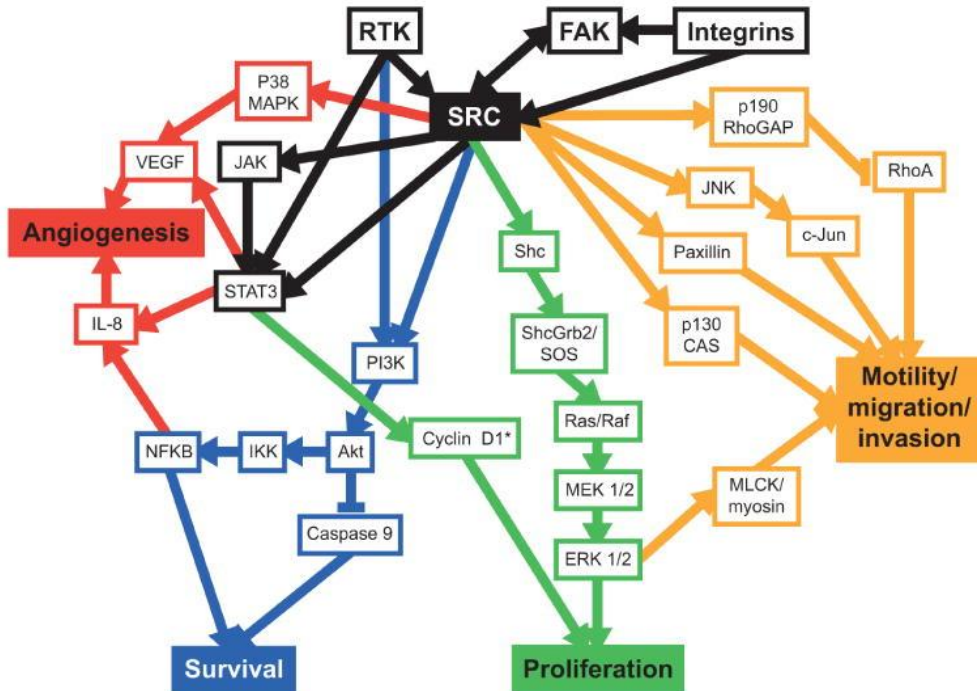 RTK
FAK
Integrins
P38
MAPK
SRC
p190
RhoGAP
VEGF
JAK
RhoA
JNK
Angiogenesis
c-Jun
Shc
Paxillin
STAT3
IL-8
ShcGrb2/
SOS
p130
CAS
PI3K
Motility/
migration/
invasion
Ras/Raf
NFKB
IKK
Akt
Cyclin D1*
MEK 1/2
MLCK/
myosin
Caspase 9
ERK 1/2
Survival
Proliferation